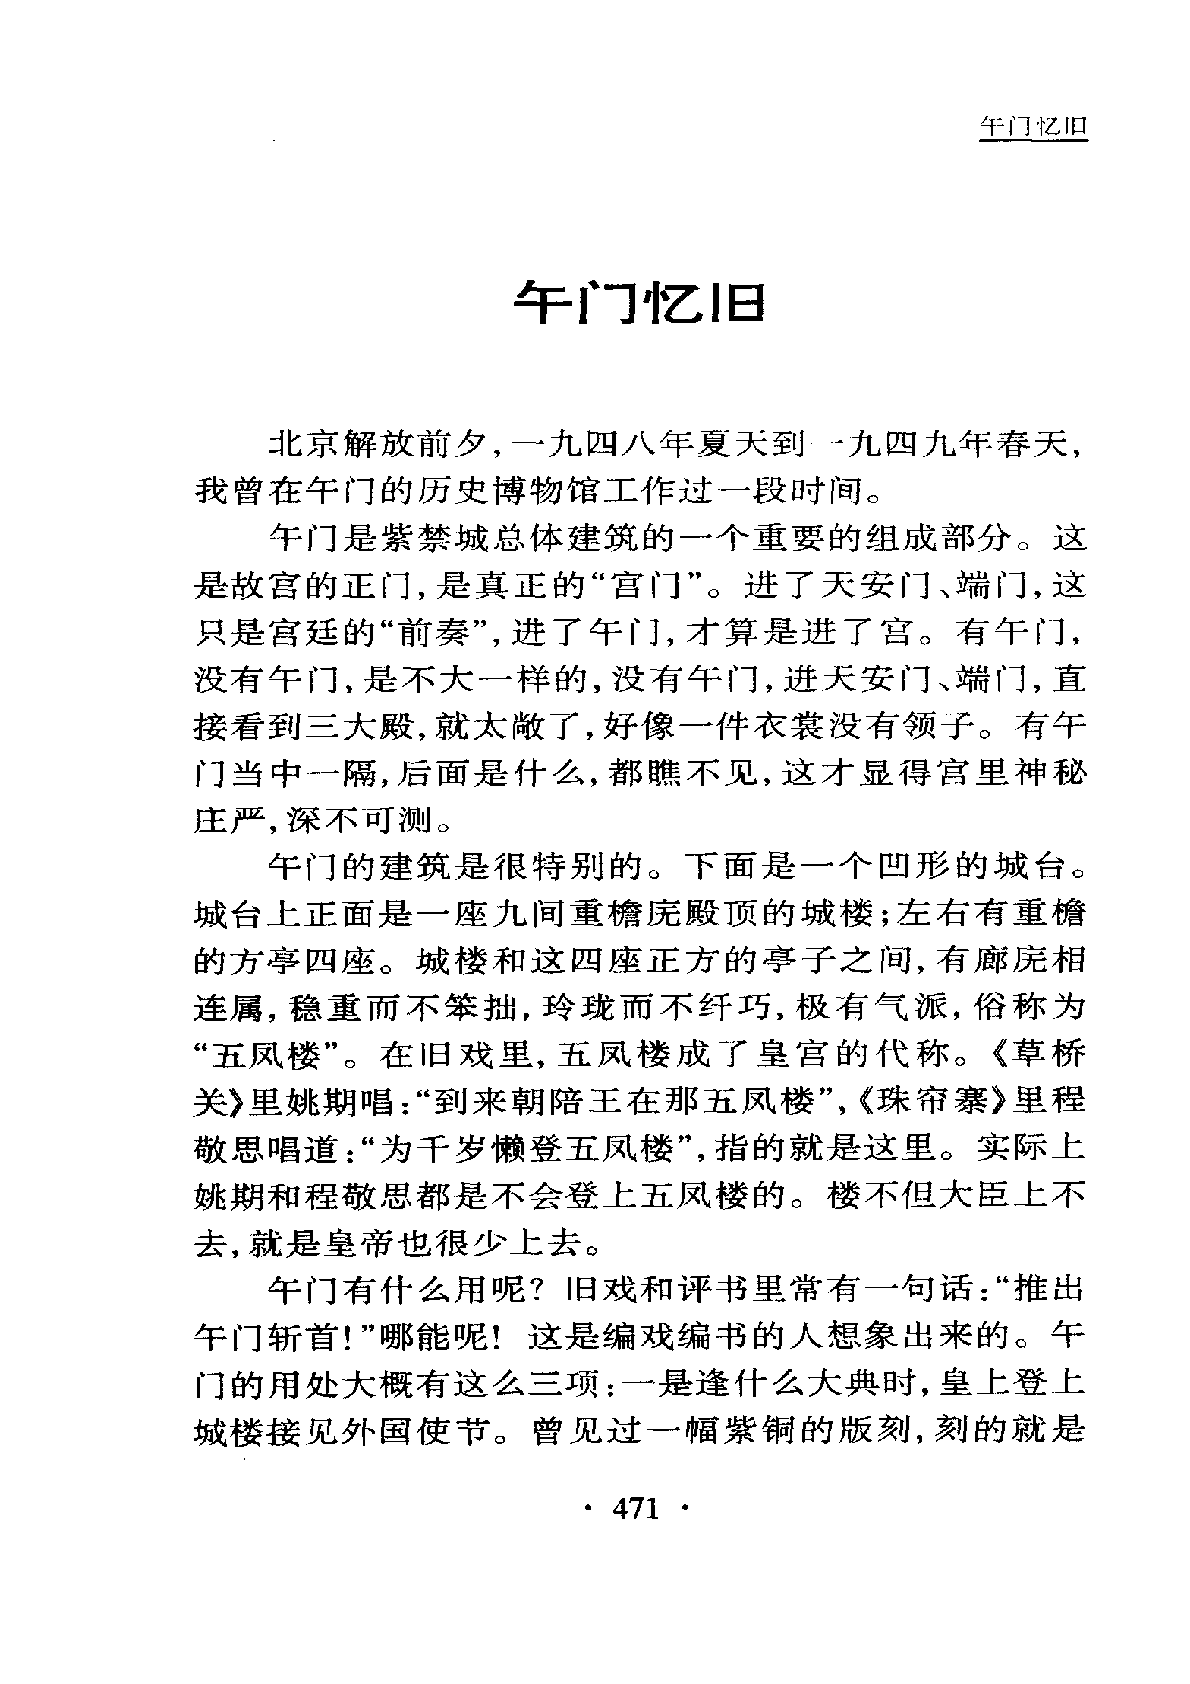 午门忆旧
午门忆旧
北京解放前夕,一九四八年夏天到一九四九年春天,
我曾在午门的历史博物馆工作过一段时间。
午门是紫禁城总体建筑的一个重要的组成部分。这
是故宫的正门,是真正的“宫门”。进了天安门、端门,这
只是宫廷的“前奏”,进了午门,才算是进了宫。有午门,
没有午门,是不大一样的,没有午门,进天安门、端门,直
接看到三大殿,就太敞了,好像一件衣裳没有领子。有午
门当中一隔,后面是什么,都瞧不见,这才显得宫里神秘
庄严,深不可测。
午门的建筑是很特别的。下面是一个凹形的城台。
城台上正面是一座九间重檐庑殿顶的城楼;左右有重檐
的方亭四座。城楼和这四座正方的亭子之间,有廊庑相
连属,稳重而不笨拙,玲珑而不纤巧,极有气派,俗称为
“五凤楼”。在旧戏里,五凤楼成了皇宫的代称。《草桥
关》里姚期唱:“到来朝陪王在那五凤楼”,《珠帘寨》里程
敬思唱道:“为千岁懒登五凤楼”,指的就是这里。实际上
姚期和程敬思都是不会登上五凤楼的。楼不但大臣上不
去,就是皇帝也很少上去。
午门有什么用呢?旧戏和评书里常有一句话:“推出
午门斩首!”哪能呢!这是编戏编书的人想象出来的。午
门的用处大概有这么三项:一是逢什么大典时,皇上登上
城楼接见外国使节。曾见过一幅紫铜的版刻,刻的就是
· 471 ·